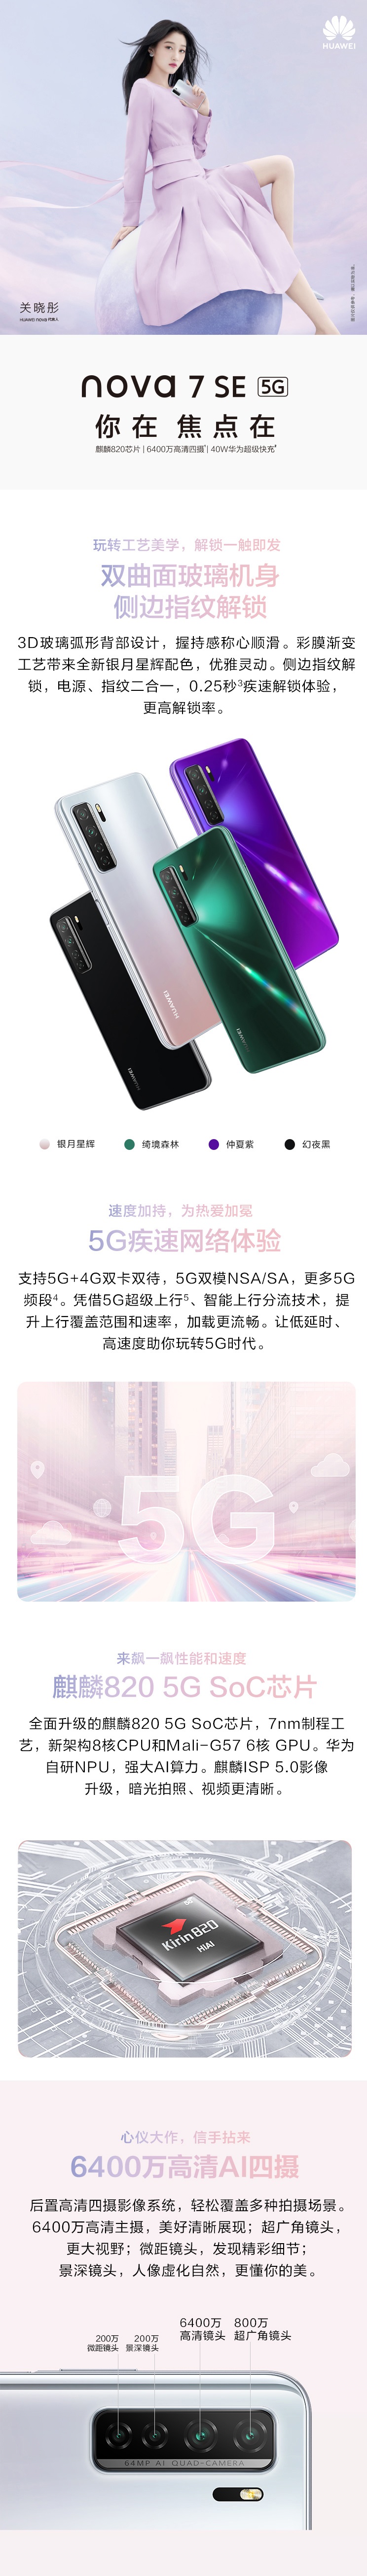 HUAWEI
关晓彤
HUAWEI nova 代言人
nova 7 SE 5G
你在 焦点在
麒麟820芯片 | 6400万高清四摄 | 40W华为超级快充
玩转工艺美学，解锁一触即发
双曲面玻璃机身
侧边指纹解锁
3D玻璃弧形背部设计，握持感称心顺滑。彩膜渐变
工艺带来全新银月星辉配色，优雅灵动。侧边指纹解
锁，电源、指纹二合一，0.25秒³疾速解锁体验，
更高解锁率。
HUAWEI
HUAWEI
HUAWEI
银月星辉 绮境森林 仲夏紫 幻夜黑
速度加持，为热爱加冕
5G疾速网络体验
支持5G+4G双卡双待，5G双模NSA/SA，更多5G
频段⁴。凭借5G超级上行⁵、智能上行分流技术，提
升上行覆盖范围和速率，加载更流畅。让低延时、
高速度助你玩转5G时代。
5G
来飙一飙性能和速度
麒麟820 5G SoC芯片
全面升级的麒麟820 5G SoC芯片，7nm制程工
艺，新架构8核CPU和Mali-G57 6核 GPU。华为
自研NPU，强大AI算力。麒麟ISP 5.0影像
升级，暗光拍照、视频更清晰。
5G
Kirin 820
HiAI
心仪大作，信手拈来
6400万高清AI四摄
后置高清四摄影像系统，轻松覆盖多种拍摄场景。
6400万高清主摄，美好清晰展现；超广角镜头，
更大视野；微距镜头，发现精彩细节；
景深镜头，人像虚化自然，更懂你的美。
200万 200万 6400万 800万
微距镜头 景深镜头 高清镜头 超广角镜头
64MP AI QUAD-CAMERA